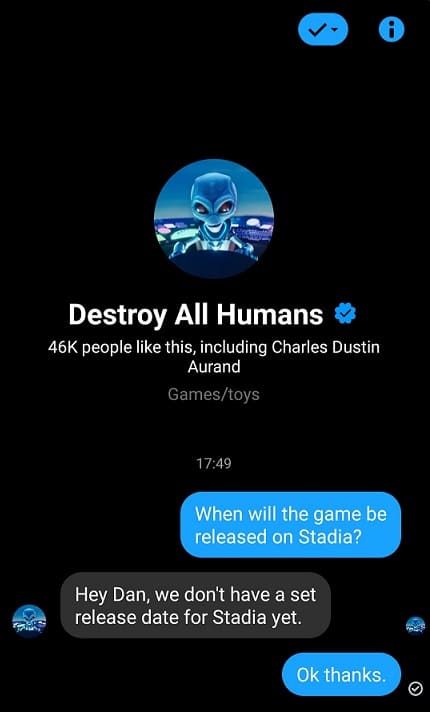 Destroy All Humans
46K people like this, including Charles Dustin
Aurand
Games/toys
17:49
When will the game be
released on Stadia?
Hey Dan, we don't have a set
release date for Stadia yet.
Ok thanks.